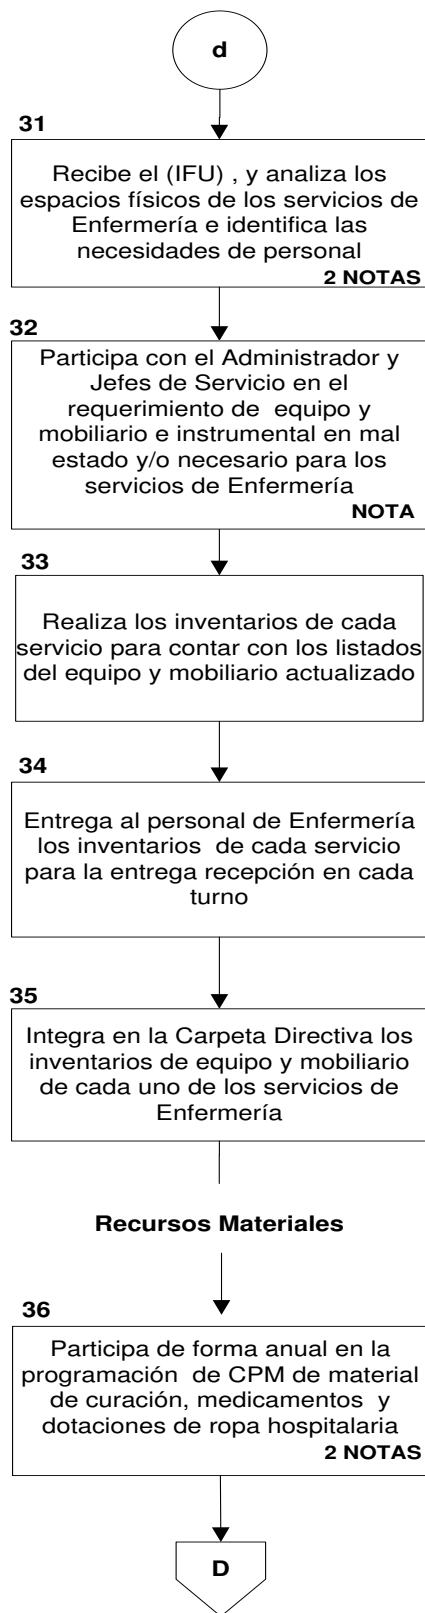 d
31
Recibe el (IFU) , y analiza los
espacios físicos de los servicios de
Enfermería e identifica las
necesidades de personal
2 NOTAS
32
Participa con el Administrador y
Jefes de Servicio en el
requerimiento de equipo y
mobiliario e instrumental en mal
estado y/o necesario para los
servicios de Enfermería
NOTA
33
Realiza los inventarios de cada
servicio para contar con los listados
del equipo y mobiliario actualizado
34
Entrega al personal de Enfermería
los inventarios de cada servicio
para la entrega recepción en cada
turno
35
Integra en la Carpeta Directiva los
inventarios de equipo y mobiliario
de cada uno de los servicios de
Enfermería
Recursos Materiales
36
Participa de forma anual en la
programación de CPM de material
de curación, medicamentos y
dotaciones de ropa hospitalaria
2 NOTAS
D